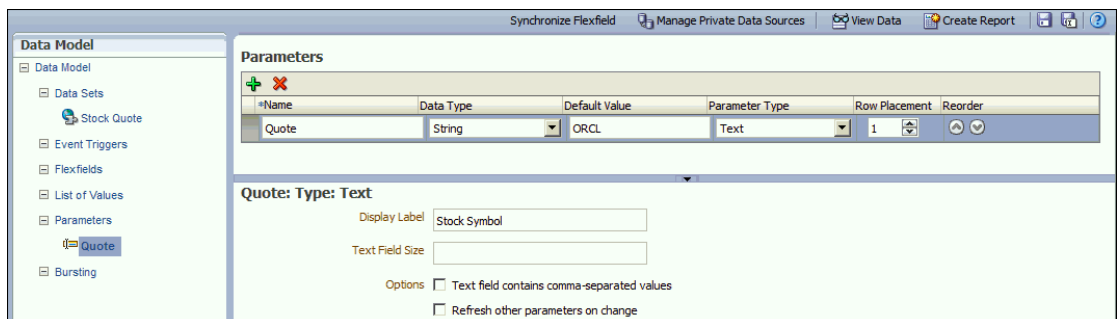 Synchronize Flexfield Manage Private Data Sources View Data Create Report
Data Model
Data Model
Data Sets
Stock Quote
Event Triggers
Flexfields
List of Values
Parameters
Quote
Bursting
Parameters
*Name Data Type Default Value Parameter Type Row Placement Reorder
Quote String ORCL Text 1
Quote: Type: Text
Display Label Stock Symbol
Text Field Size
Options Text field contains comma-separated values
Refresh other parameters on change